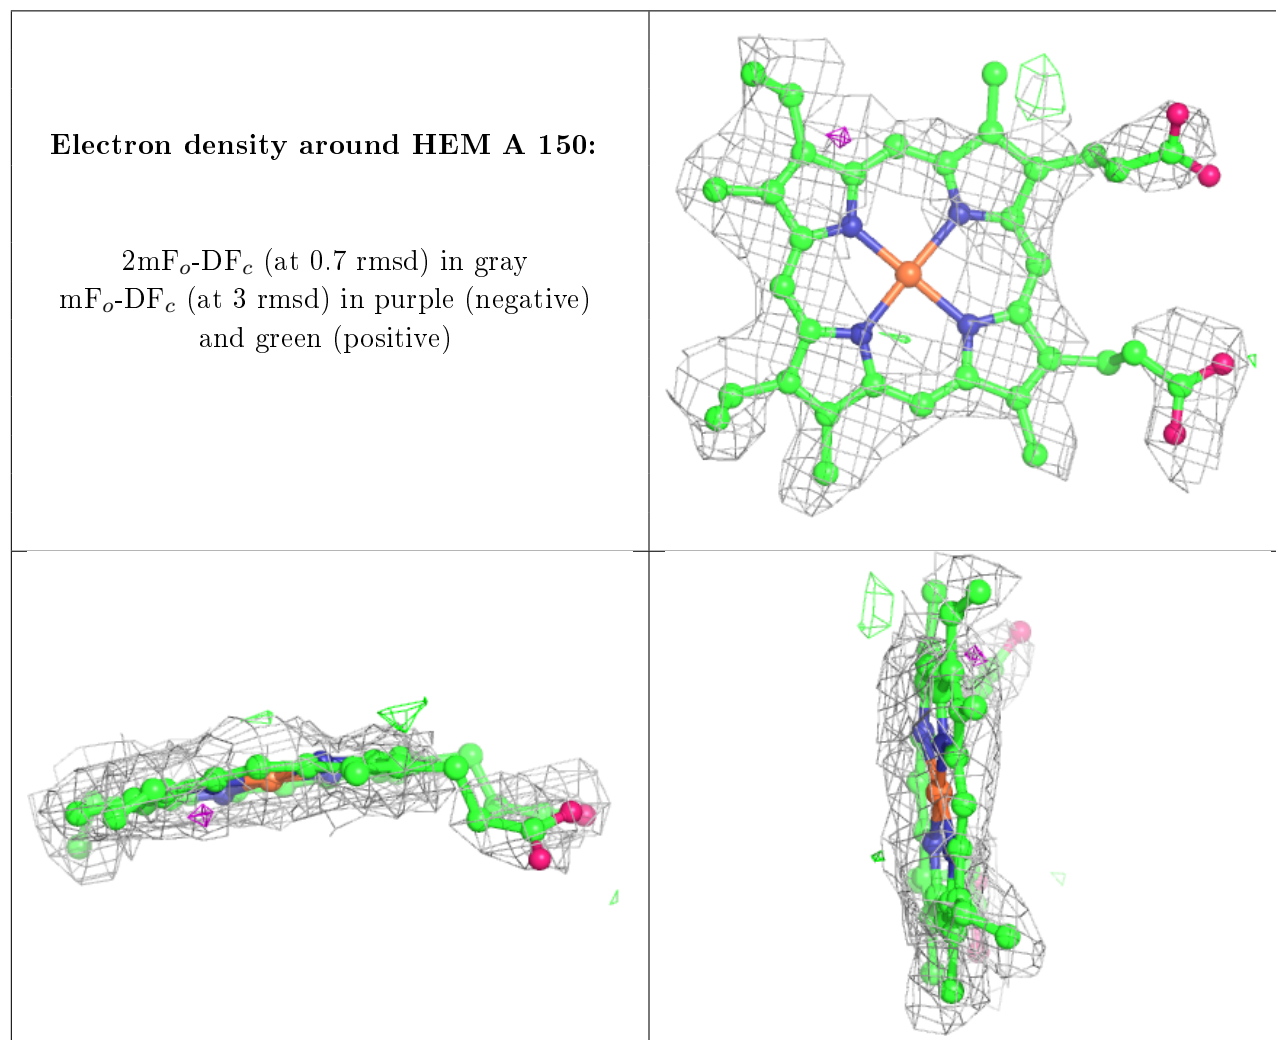 Electron density around HEM A 150:
2mFo-DFc (at 0.7 rmsd) in gray
mFo-DFc (at 3 rmsd) in purple (negative)
and green (positive)